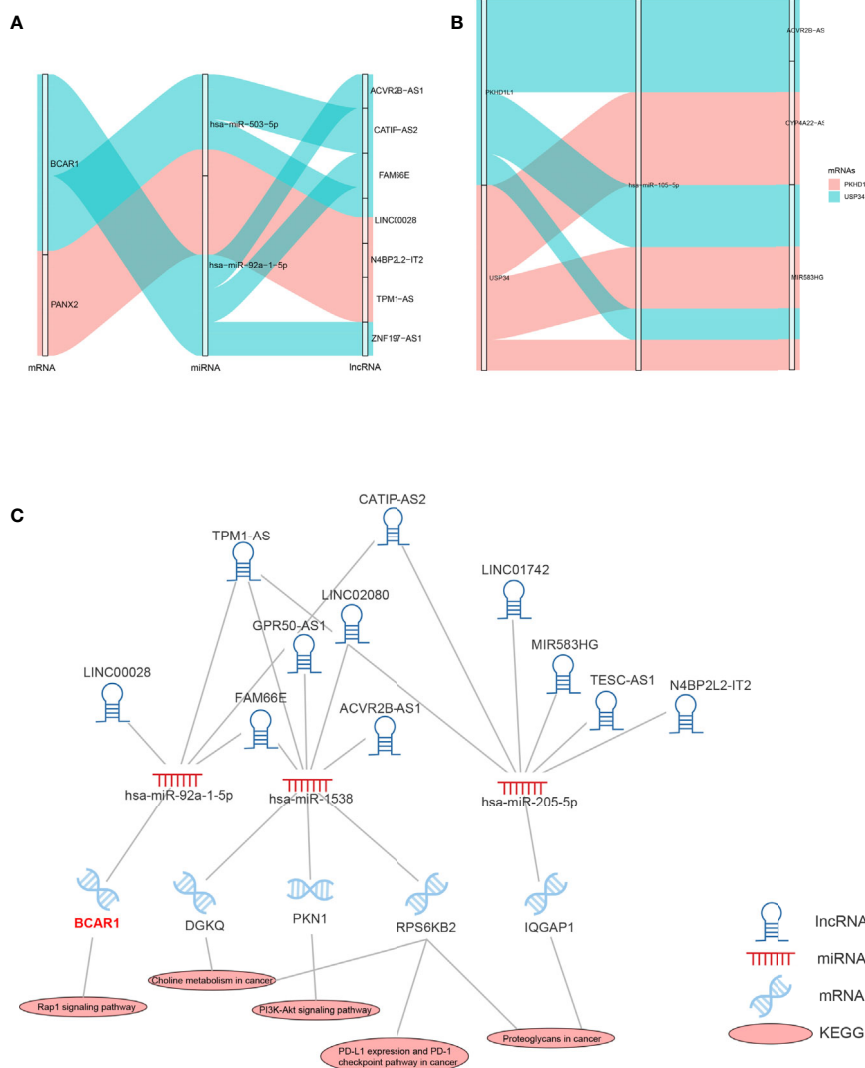 A
BCAR1
PANX2
mRNA
hsa-miR-503-5p
hsa-miR-92a-1-5p
miRNA
ACVR2B-AS1
CATIP-AS2
FAM66E
LINC00028
N4BP2L2-IT2
TPM1-AS
ZNF197-AS1
lncRNA
B
PKHD1L1
USP34
hsa-miR-105-5p
ACVR2B-AS
CYP4A22-AS
MIR583HG
mRNAs
PKHD1
USP34
C
CATIP-AS2
TPM1-AS
LINC01742
LINC02080
GPR50-AS1
MIR583HG
LINC00028
TESC-AS1
N4BP2L2-IT2
FAM66E
ACVR2B-AS1
hsa-miR-92a-1-5p
hsa-miR-1538
hsa-miR-205-5p
BCAR1
DGKQ
PKN1
RPS6KB2
IQGAP1
Choline metabolism in cancer
Rap1 signaling pathway
PI3K-Akt signaling pathway
Proteoglycans in cancer
PD-L1 expression and PD-1
checkpoint pathway in cancer
lncRNA
miRNA
mRNA
KEGG